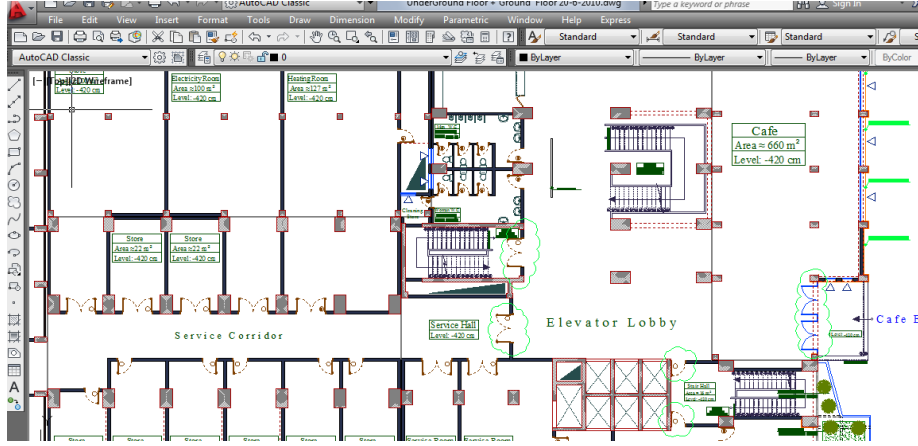 AutoCAD Classic
UnderGround Floor + Ground Floor 20-6-2010.dwg
Type a keyword or phrase
Sign In
File Edit View Insert Format Tools Draw Dimension Modify Parametric Window Help Express
Standard Standard Standard
AutoCAD Classic 0 ByLayer ByLayer ByLayer ByColor
Level: -420 cm
Electricity Room
Area ≈100 m²
Level: -420 cm
Heating Room
Area ≈127 m²
Level: -420 cm
Cafe
Area ≈ 660 m²
Level: -420 cm
Store
Area ≈22 m²
Level: -420 cm
Store
Area ≈22 m²
Level: -420 cm
Service Corridor
Service Hall
Level: -420 cm
Elevator Lobby
Cafe E
Stair Hall
Store Store Store Store Store Service Room Service Room
A